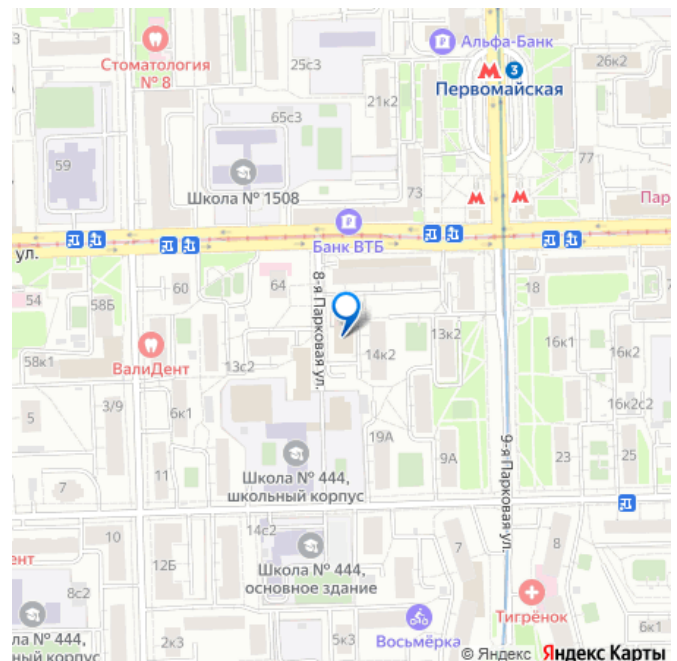 Альфа-Банк
Стоматология
№ 8
25с3
3
Первомайская
26к2
21к2
65с3
59
77
Школа № 1508
73
Пар
Банк ВТБ
ул.
8-я Парковая ул.
54
58Б
60
64
18
ВалиДент
13к2
14к2
16к1
16к2
58к1
13с2
3/9
6к1
5
16к2с2
19А
9А
9-я Парковая ул.
23
25
Школа № 444,
школьный корпус
11
7
10
14с2
12Б
Школа № 444,
основное здание
7
8
ент
8с2
Тигрёнок
ла № 444,
ный корпус
2к3
5к3
Восьмёрка
6к1
© Яндекс Яндекс Карты